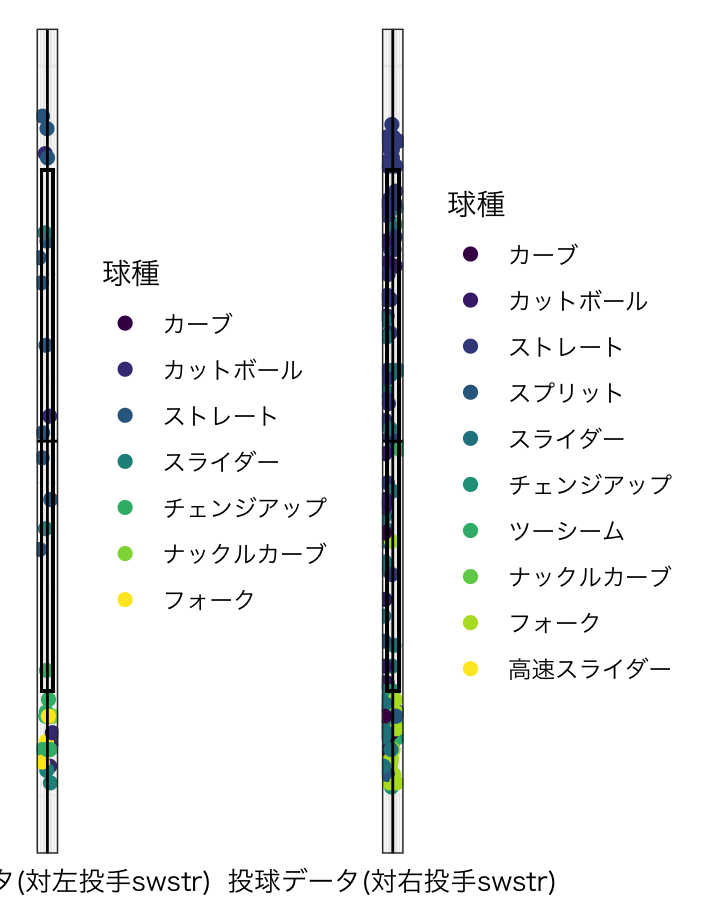 球種
カーブ
カットボール
ストレート
スライダー
チェンジアップ
ナックルカーブ
フォーク
球種
カーブ
カットボール
ストレート
スプリット
スライダー
チェンジアップ
ツーシーム
ナックルカーブ
フォーク
高速スライダー
タ(対左投手swstr)
投球データ(対右投手swstr)